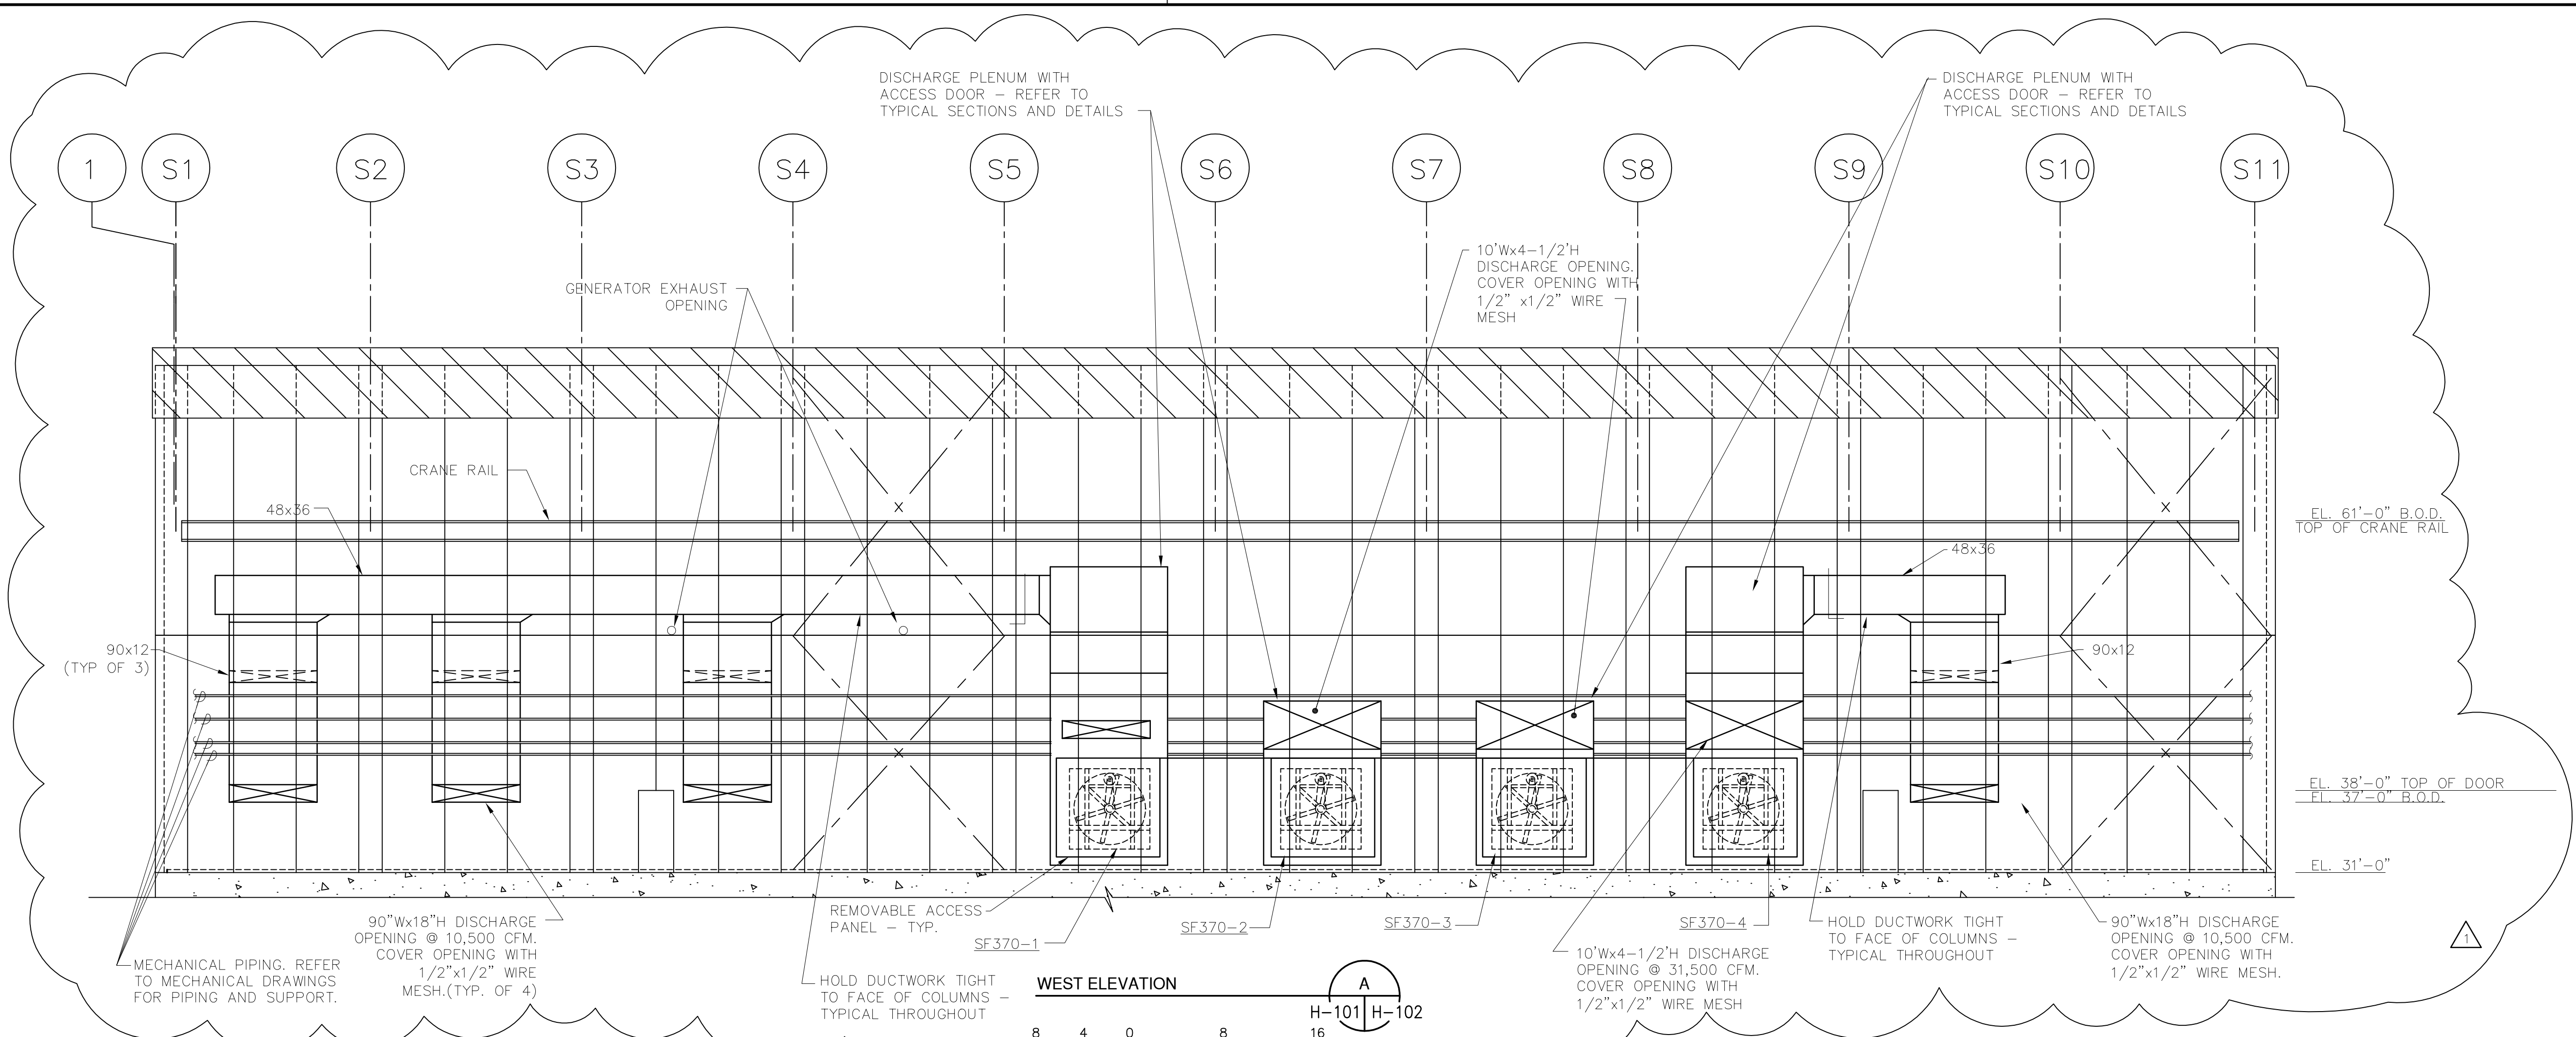 DISCHARGE PLENUM WITH
ACCESS DOOR – REFER TO
TYPICAL SECTIONS AND DETAILS
DISCHARGE PLENUM WITH
ACCESS DOOR – REFER TO
TYPICAL SECTIONS AND DETAILS
1
S1
S2
S3
S4
S5
S6
S7
S8
S9
S10
S11
10'Wx4-1/2'H
DISCHARGE OPENING.
COVER OPENING WITH
1/2" x1/2" WIRE
MESH
GENERATOR EXHAUST
OPENING
CRANE RAIL
48x36
EL. 61'-0" B.O.D.
TOP OF CRANE RAIL
48x36
90x12
(TYP OF 3)
90x12
EL. 38'-0" TOP OF DOOR
EL. 37'-0" B.O.D.
EL. 31'-0"
90"Wx18"H DISCHARGE
OPENING @ 10,500 CFM.
COVER OPENING WITH
1/2"x1/2" WIRE
MESH.(TYP. OF 4)
REMOVABLE ACCESS
PANEL – TYP.
SF370-1
SF370-2
SF370-3
SF370-4
HOLD DUCTWORK TIGHT
TO FACE OF COLUMNS –
TYPICAL THROUGHOUT
90"Wx18"H DISCHARGE
OPENING @ 10,500 CFM.
COVER OPENING WITH
1/2"x1/2" WIRE MESH.
1
MECHANICAL PIPING. REFER
TO MECHANICAL DRAWINGS
FOR PIPING AND SUPPORT.
HOLD DUCTWORK TIGHT
TO FACE OF COLUMNS –
TYPICAL THROUGHOUT
10'Wx4-1/2'H DISCHARGE
OPENING @ 31,500 CFM.
COVER OPENING WITH
1/2"x1/2" WIRE MESH
WEST ELEVATION
A
H-101 H-102
8 4 0 8 16